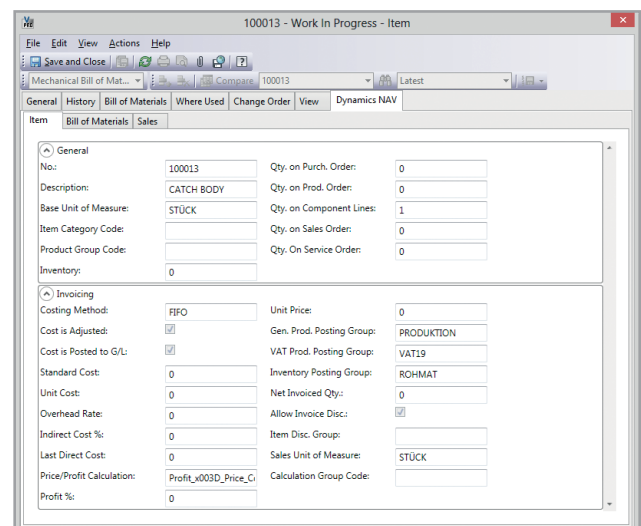 100013 - Work In Progress - Item
File Edit View Actions Help
Save and Close
Mechanical Bill of Mat... Compare 100013 Latest
General History Bill of Materials Where Used Change Order View Dynamics NAV
Item Bill of Materials Sales
General
No.: 100013 Qty. on Purch. Order: 0
Description: CATCH BODY Qty. on Prod. Order: 0
Base Unit of Measure: STÜCK Qty. on Component Lines: 1
Item Category Code: Qty. on Sales Order: 0
Product Group Code: Qty. On Service Order: 0
Inventory: 0
Invoicing
Costing Method: FIFO Unit Price: 0
Cost is Adjusted: Gen. Prod. Posting Group: PRODUKTION
Cost is Posted to G/L: VAT Prod. Posting Group: VAT19
Standard Cost: 0 Inventory Posting Group: ROHMAT
Unit Cost: 0 Net Invoiced Qty.: 0
Overhead Rate: 0 Allow Invoice Disc.:
Indirect Cost %: 0 Item Disc. Group:
Last Direct Cost: 0 Sales Unit of Measure: STÜCK
Price/Profit Calculation: Profit_x003D_Price_C Calculation Group Code:
Profit %: 0